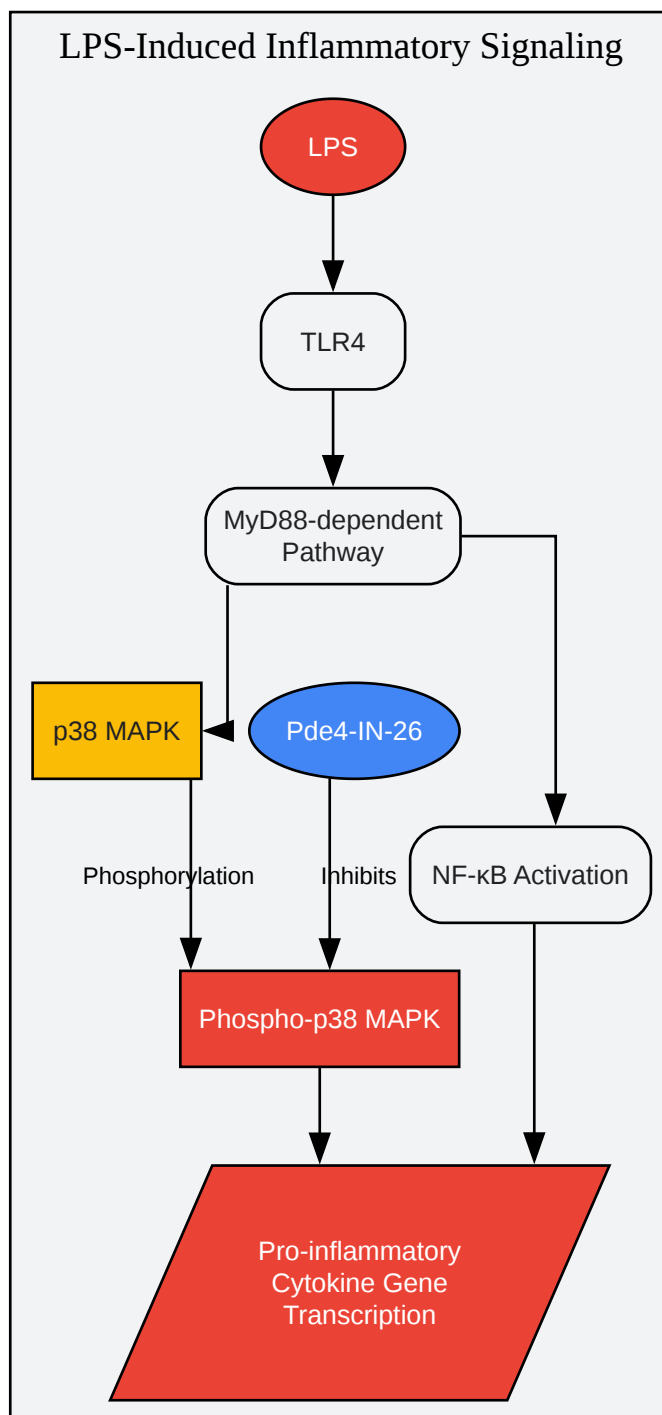 LPS-Induced Inflammatory Signaling
LPS
TLR4
MyD88-dependent
Pathway
p38 MAPK
Pde4-IN-26
Phosphorylation
Inhibits
NF-κB Activation
Phospho-p38 MAPK
Pro-inflammatory
Cytokine Gene
Transcription